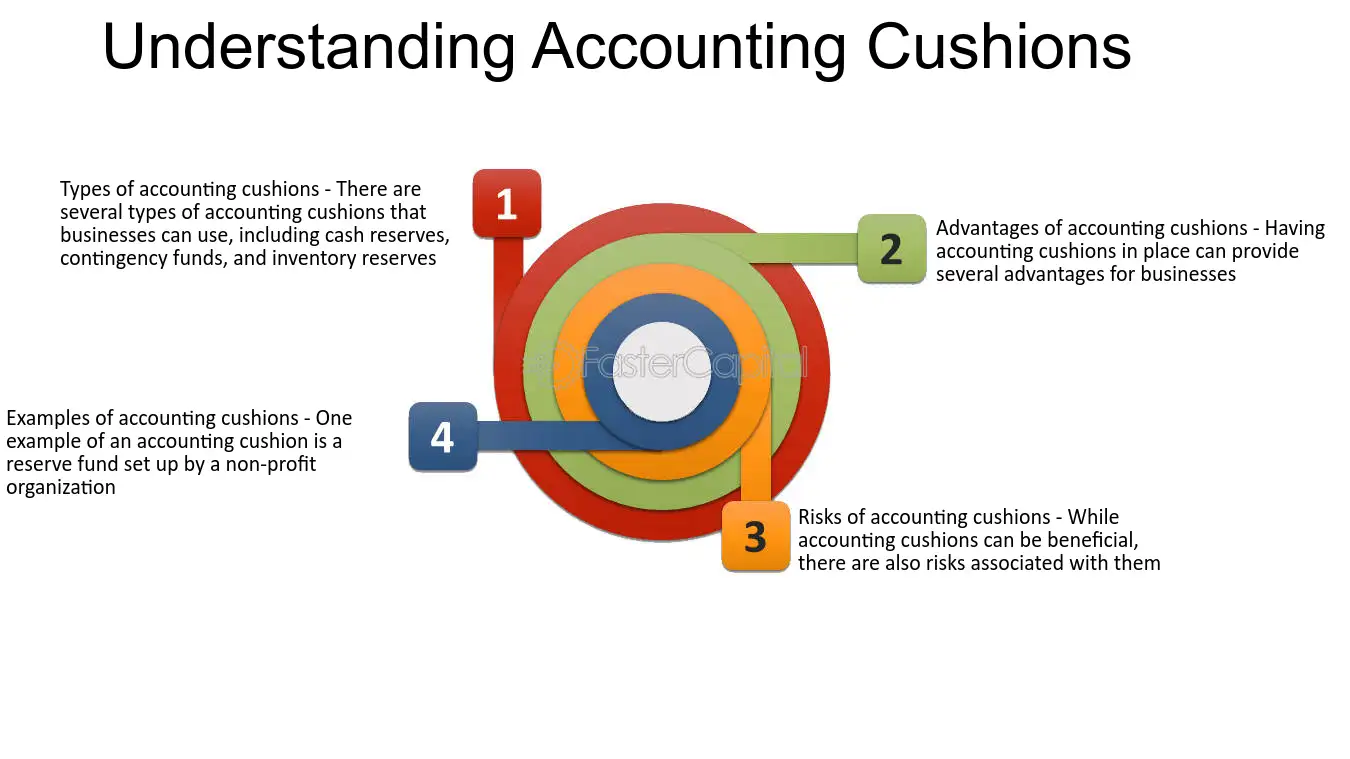 Understanding Accounting Cushions
Types of accounting cushions - There are
several types of accounting cushions that
businesses can use, including cash reserves,
contingency funds, and inventory reserves
1
2
Advantages of accounting cushions - Having
accounting cushions in place can provide
several advantages for businesses
FasterCapital
Examples of accounting cushions - One
example of an accounting cushion is a
reserve fund set up by a non-profit
organization
4
3
Risks of accounting cushions - While
accounting cushions can be beneficial,
there are also risks associated with them